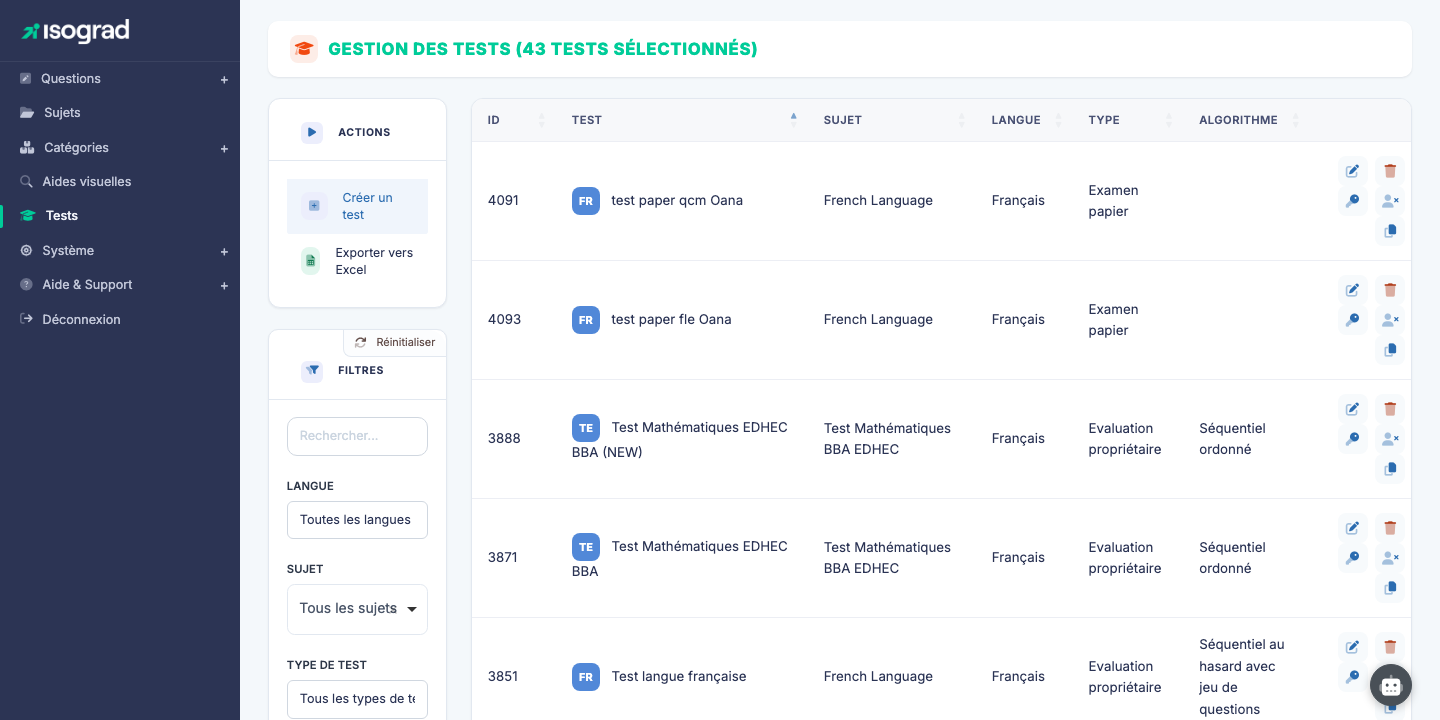 isograd
Questions +
Sujets
Catégories +
Aides visuelles
Tests
Système +
Aide & Support +
Déconnexion
GESTION DES TESTS (43 TESTS SÉLECTIONNÉS)
ACTIONS
Créer un
test
Exporter vers
Excel
Réinitialiser
FILTRES
Rechercher...
LANGUE
Toutes les langues
SUJET
Tous les sujets
TYPE DE TEST
Tous les types de te
ID TEST SUJET LANGUE TYPE ALGORITHME
4091 FR test paper qcm Oana French Language Français Examen
papier
4093 FR test paper fle Oana French Language Français Examen
papier
3888 TE Test Mathématiques EDHEC Test Mathématiques Français Evaluation Séquentiel
BBA (NEW) BBA EDHEC propriétaire ordonné
3871 TE Test Mathématiques EDHEC Test Mathématiques Français Evaluation Séquentiel
BBA BBA EDHEC propriétaire ordonné
3851 FR Test langue française French Language Français Evaluation
propriétaire
Séquentiel au
hasard avec
jeu de
questions